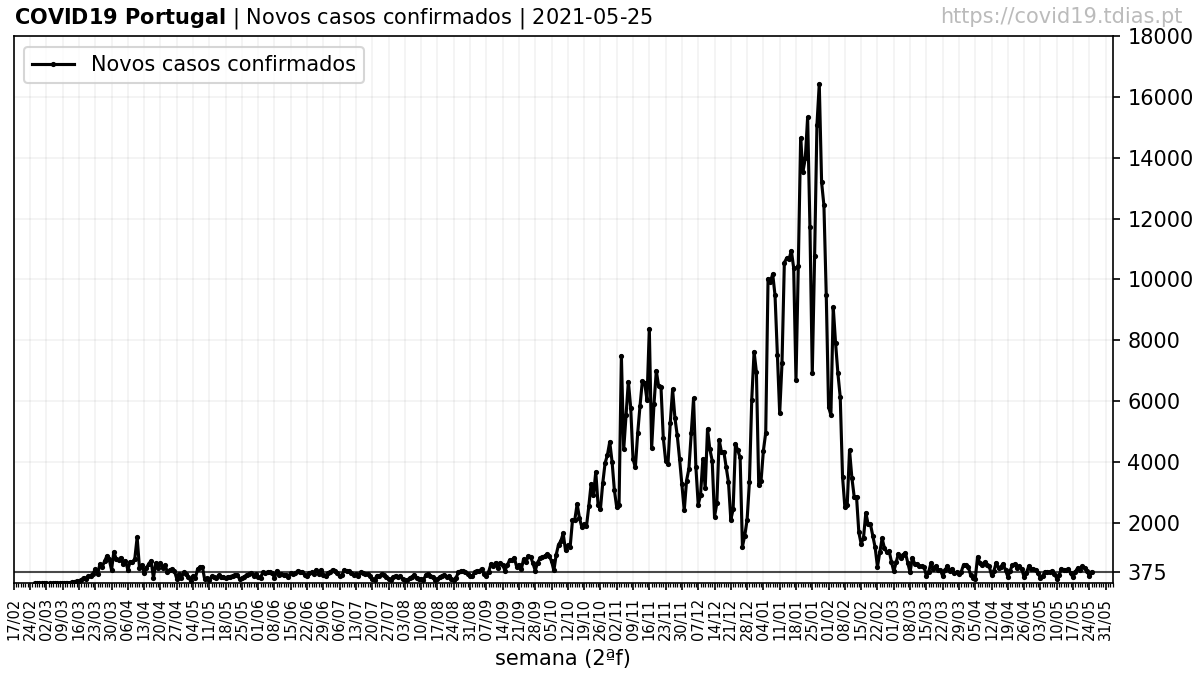 COVID19 Portugal | Novos casos confirmados | 2021-05-25
https://covid19.tdias.pt
Novos casos confirmados
18000
16000
14000
12000
10000
8000
6000
4000
2000
375
17/02 24/02 02/03 09/03 16/03 23/03 30/03 06/04 13/04 20/04 27/04 04/05 11/05 18/05 25/05 01/06 08/06 15/06 22/06 29/06 06/07 13/07 20/07 27/07 03/08 10/08 17/08 24/08 31/08 07/09 14/09 21/09 28/09 05/10 12/10 19/10 26/10 02/11 09/11 16/11 23/11 30/11 07/12 14/12 21/12 28/12 04/01 11/01 18/01 25/01 01/02 08/02 15/02 22/02 01/03 08/03 15/03 22/03 29/03 05/04 12/04 19/04 26/04 03/05 10/05 17/05 24/05 31/05
semana (2ªf)